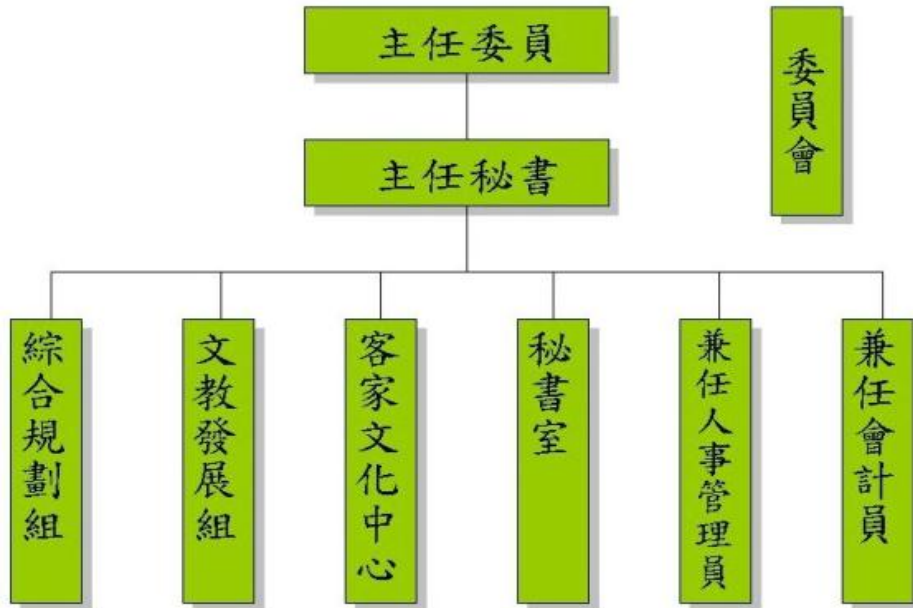 主任委員
委員會
主任秘書
綜合規劃組
文教發展組
客家文化中心
秘書室
兼任人事管理員
兼任會計員